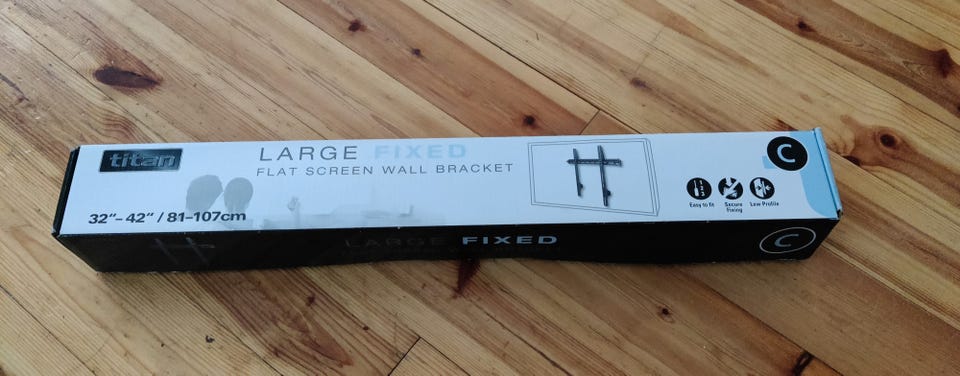 titan
LARGE FIXED
FLAT SCREEN WALL BRACKET
32"- 42" / 81-107cm
C
Easy to fit
Secure
Fixing
Low Profile
LARGE FIXED
C